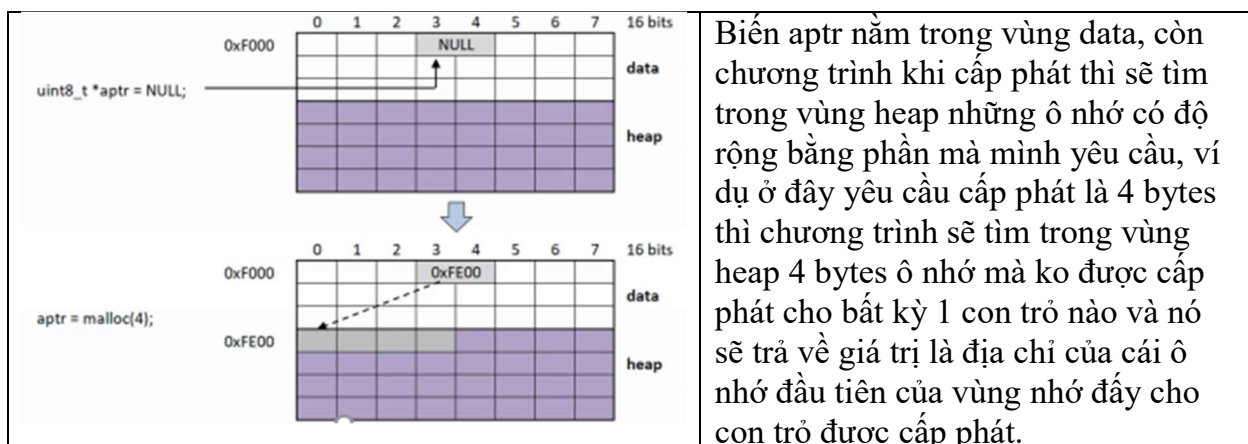 0 1 2 3 4 5 6 7 16 bits
0xF000 NULL
data
uint8_t *aptr = NULL;
heap
0 1 2 3 4 5 6 7 16 bits
0xF000 0xFE00
data
aptr = malloc(4);
0xFE00
heap
Biến aptr nằm trong vùng data, còn
chương trình khi cấp phát thì sẽ tìm
trong vùng heap những ô nhớ có độ
rộng bằng phần mà mình yêu cầu, ví
dụ ở đây yêu cầu cấp phát là 4 bytes
thì chương trình sẽ tìm trong vùng
heap 4 bytes ô nhớ mà ko được cấp
phát cho bất kỳ 1 con trỏ nào và nó
sẽ trả về giá trị là địa chỉ của cái ô
nhớ đầu tiên của vùng nhớ đấy cho
con trỏ được cấp phát.